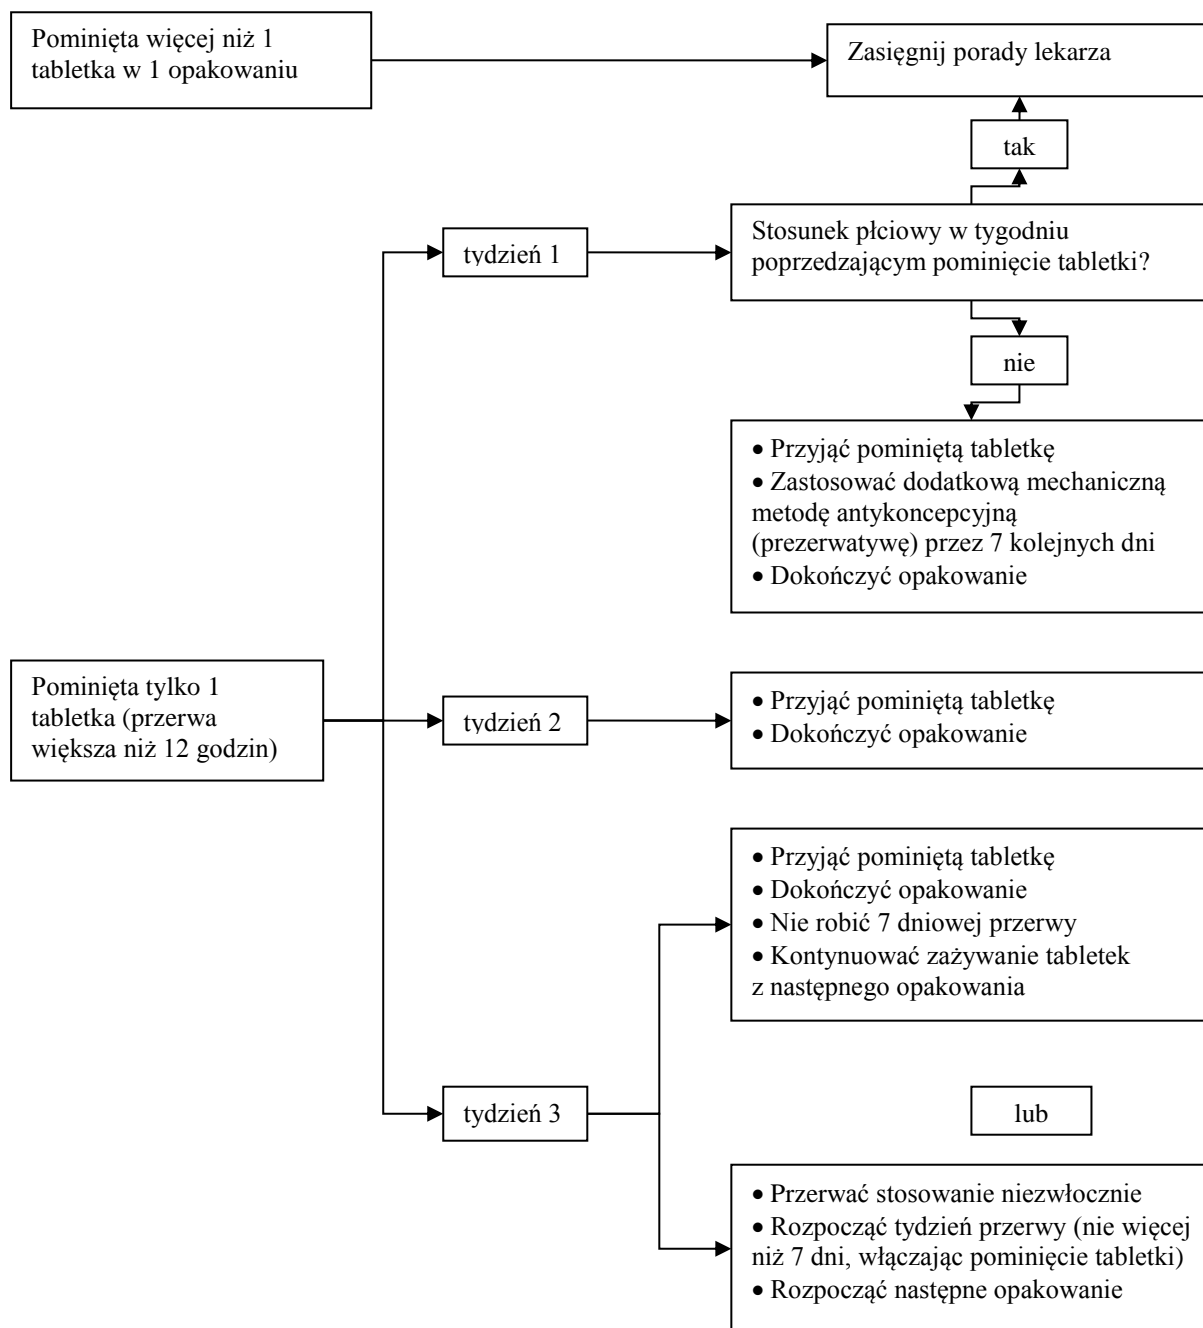 Pominięta więcej niż 1
tabletka w 1 opakowaniu
Zasięgnij porady lekarza
tak
tydzień 1
Stosunek płciowy w tygodniu
poprzedzającym pominięcie tabletki?
nie
• Przyjąć pominiętą tabletkę
• Zastosować dodatkową mechaniczną
metodę antykoncepcyjną
(prezerwatywę) przez 7 kolejnych dni
• Dokończyć opakowanie
Pominięta tylko 1
tabletka (przerwa
większa niż 12 godzin)
tydzień 2
• Przyjąć pominiętą tabletkę
• Dokończyć opakowanie
• Przyjąć pominiętą tabletkę
• Dokończyć opakowanie
• Nie robić 7 dniowej przerwy
• Kontynuować zażywanie tabletek
z następnego opakowania
tydzień 3
lub
• Przerwać stosowanie niezwłocznie
• Rozpocząć tydzień przerwy (nie więcej
niż 7 dni, włączając pominięcie tabletki)
• Rozpocząć następne opakowanie